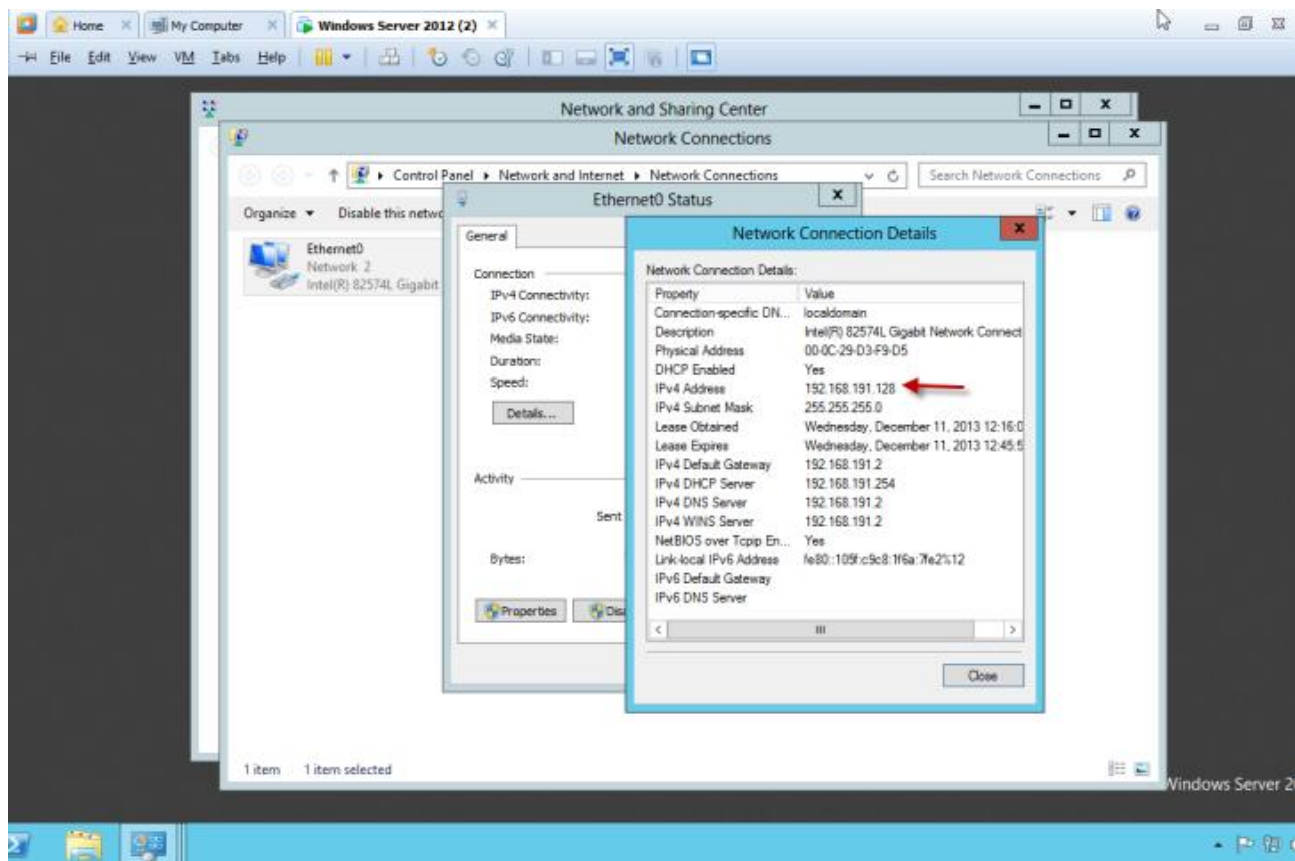 Home
My Computer
Windows Server 2012 (2)
File Edit View VM Tabs Help
Network and Sharing Center
Network Connections
Control Panel Network and Internet Network Connections
Search Network Connections
Organize Disable this netwo
Ethernet0
Network 2
Intel(R) 82574L Gigabit
Ethernet0 Status
General
Connection
IPv4 Connectivity:
IPv6 Connectivity:
Media State:
Duration:
Speed:
Details...
Activity
Sent
Bytes:
Properties Disa
Network Connection Details
Network Connection Details:
Property Value
Connection-specific DN... localdomain
Description Intel(R) 82574L Gigabit Network Connect
Physical Address 00-0C-29-D3-F9-D5
DHCP Enabled Yes
IPv4 Address 192.168.191.128
IPv4 Subnet Mask 255.255.255.0
Lease Obtained Wednesday, December 11, 2013 12:16:0
Lease Expires Wednesday, December 11, 2013 12:45:5
IPv4 Default Gateway 192.168.191.2
IPv4 DHCP Server 192.168.191.254
IPv4 DNS Server 192.168.191.2
IPv4 WINS Server 192.168.191.2
NetBIOS over Tcpip En... Yes
Link-local IPv6 Address fe80::105f:c9c8:1f6a:7fe2%12
IPv6 Default Gateway
IPv6 DNS Server
Close
1 item 1 item selected
Windows Server 2